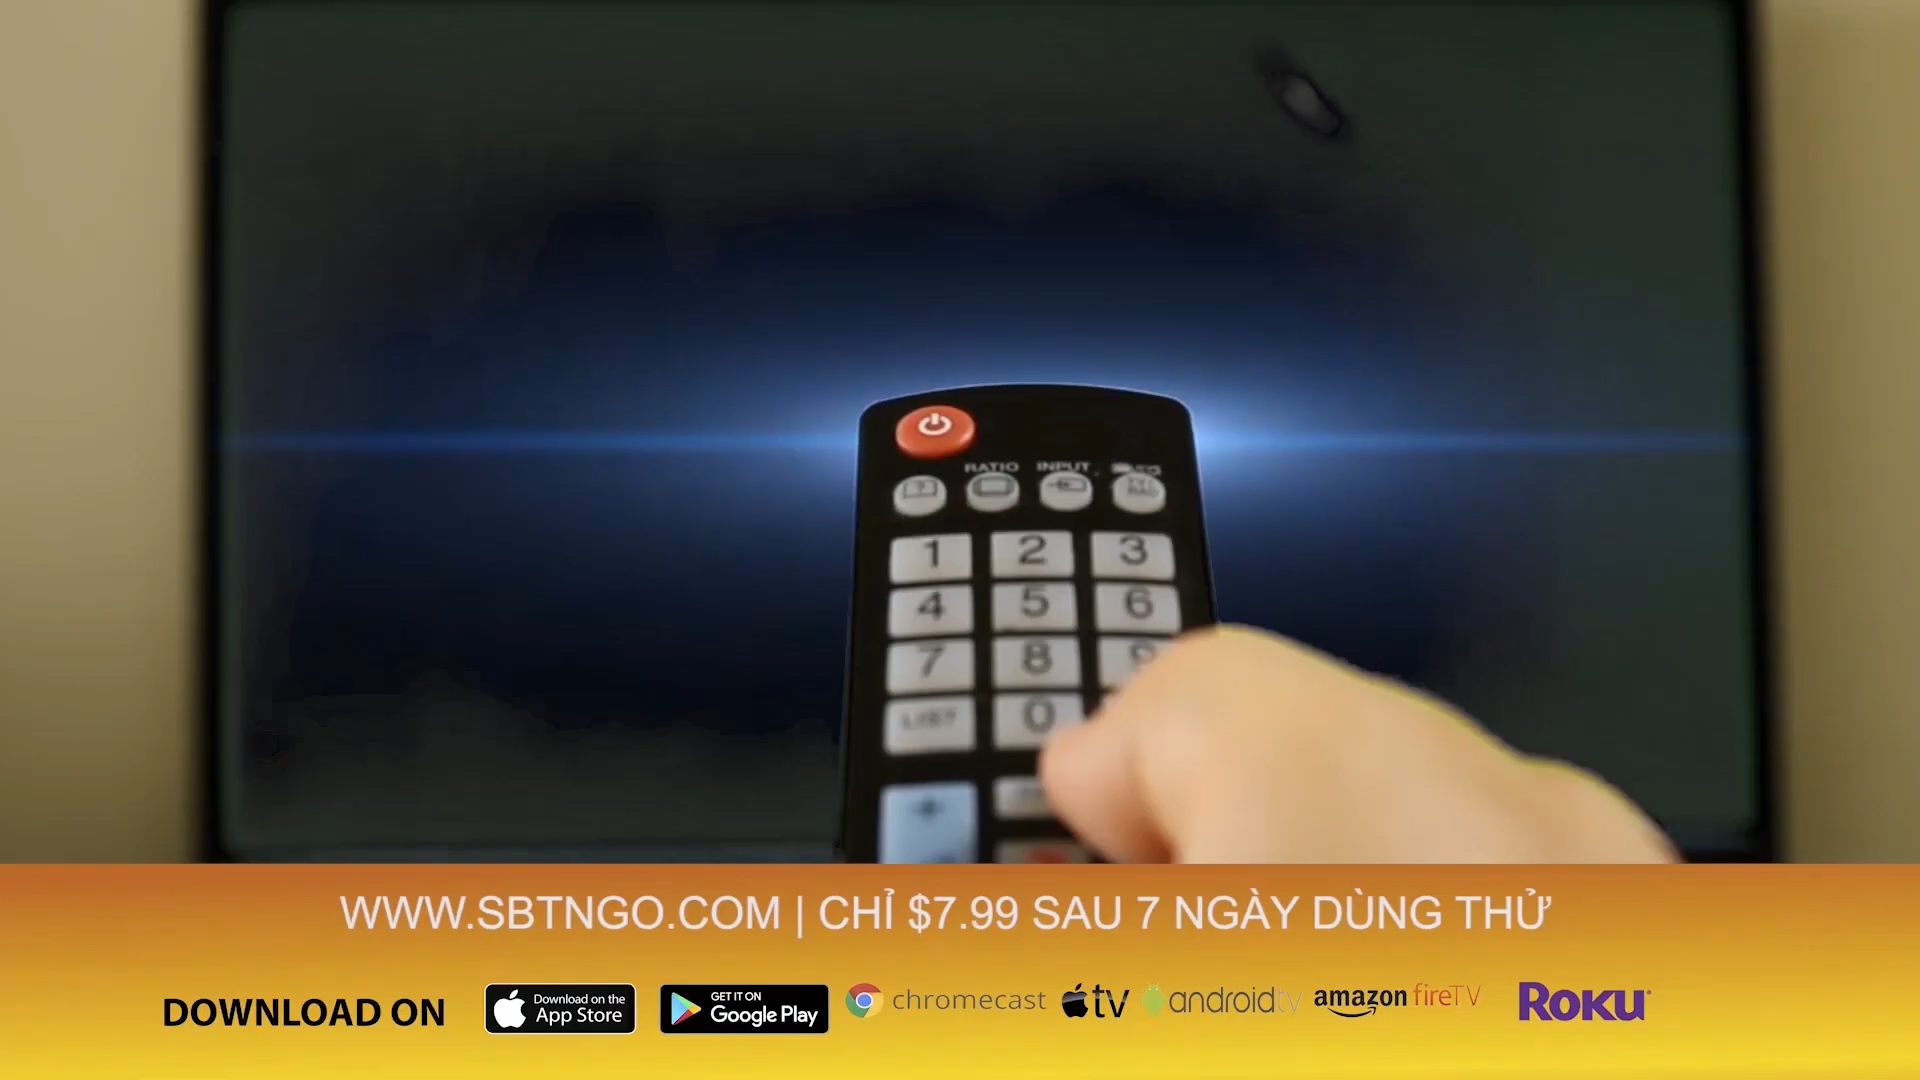 RATIO INPUT
1 2 3
4 5 6
7 8 9
LIST 0
WWW.SBTNGO.COM | CHỈ $7.99 SAU 7 NGÀY DÙNG THỬ
DOWNLOAD ON
Download on the
App Store
GET IT ON
Google Play
chromecast
tv
androidtv
amazon fireTV
ROKU